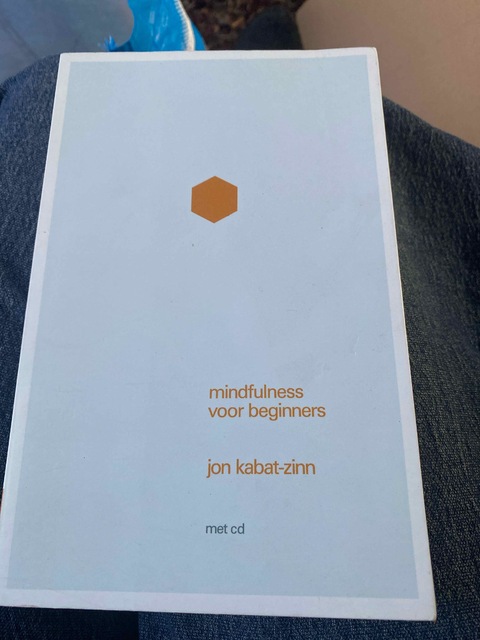 mindfulness
voor beginners
jon kabat-zinn
met cd